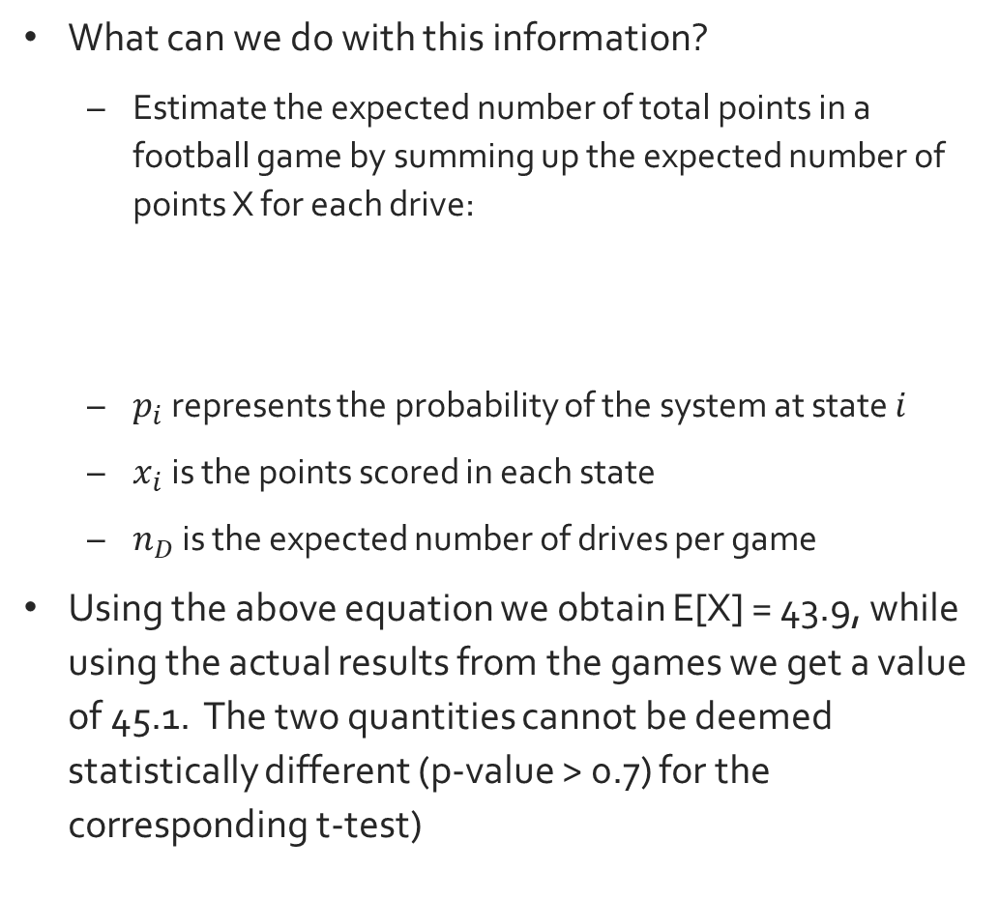 • What can we do with this information?
– Estimate the expected number of total points in a
football game by summing up the expected number of
points X for each drive:
– pᵢ represents the probability of the system at state i
– xᵢ is the points scored in each state
– n_D is the expected number of drives per game
• Using the above equation we obtain E[X] = 43.9, while
using the actual results from the games we get a value
of 45.1. The two quantities cannot be deemed
statistically different (p-value > 0.7) for the
corresponding t-test)